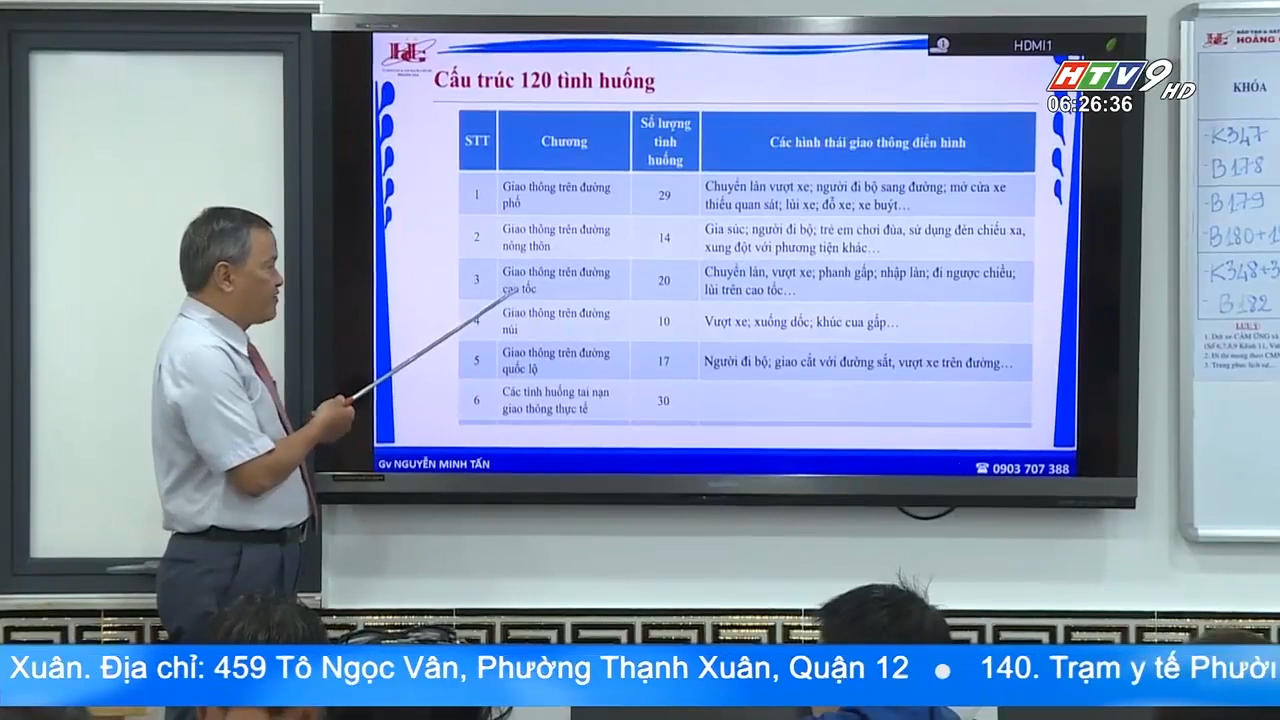 HDMI1
HTV9 HD
06:26:36
Cấu trúc 120 tình huống
STT
Chương
Số lượng
tình
huống
Các hình thái giao thông điển hình
1
Giao thông trên đường
phố
29
Chuyển làn vượt xe; người đi bộ sang đường; mở cửa xe
thiếu quan sát; lùi xe; đỗ xe; xe buýt…
2
Giao thông trên đường
nông thôn
14
Gia súc; người đi bộ; trẻ em chơi đùa, sử dụng đèn chiếu xa,
xung đột với phương tiện khác…
3
Giao thông trên đường
cao tốc
20
Chuyển làn, vượt xe; phanh gấp; nhập làn; đi ngược chiều;
lùi trên cao tốc…
4
Giao thông trên đường
núi
10
Vượt xe; xuống dốc; khúc cua gấp…
5
Giao thông trên đường
quốc lộ
17
Người đi bộ; giao cắt với đường sắt, vượt xe trên đường…
6
Các tình huống tai nạn
giao thông thực tế
30
Gv NGUYỄN MINH TẤN
0903 707 388
KHÓA
-K347
-B178
-B179
-B180+1
-K348+3
- B182
LƯU Ý:
Xuân. Địa chỉ: 459 Tô Ngọc Vân, Phường Thạnh Xuân, Quận 12 • 140. Trạm y tế Phườ